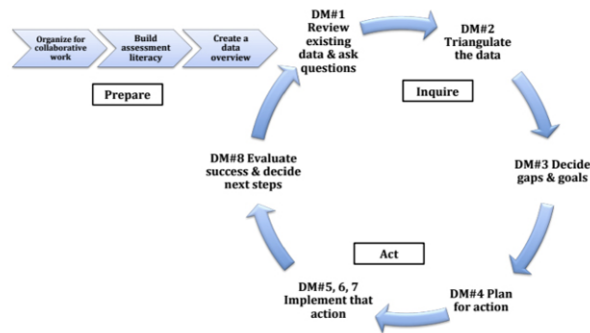 Organize for
collaborative
work
Build
assessment
literacy
Create a
data
overview
Prepare
DM#1
Review
existing
data & ask
questions
DM#2
Triangulate
the data
Inquire
DM#3 Decide
gaps & goals
DM#4 Plan
for action
Act
DM#5, 6, 7
Implement that
action
DM#8 Evaluate
success & decide
next steps